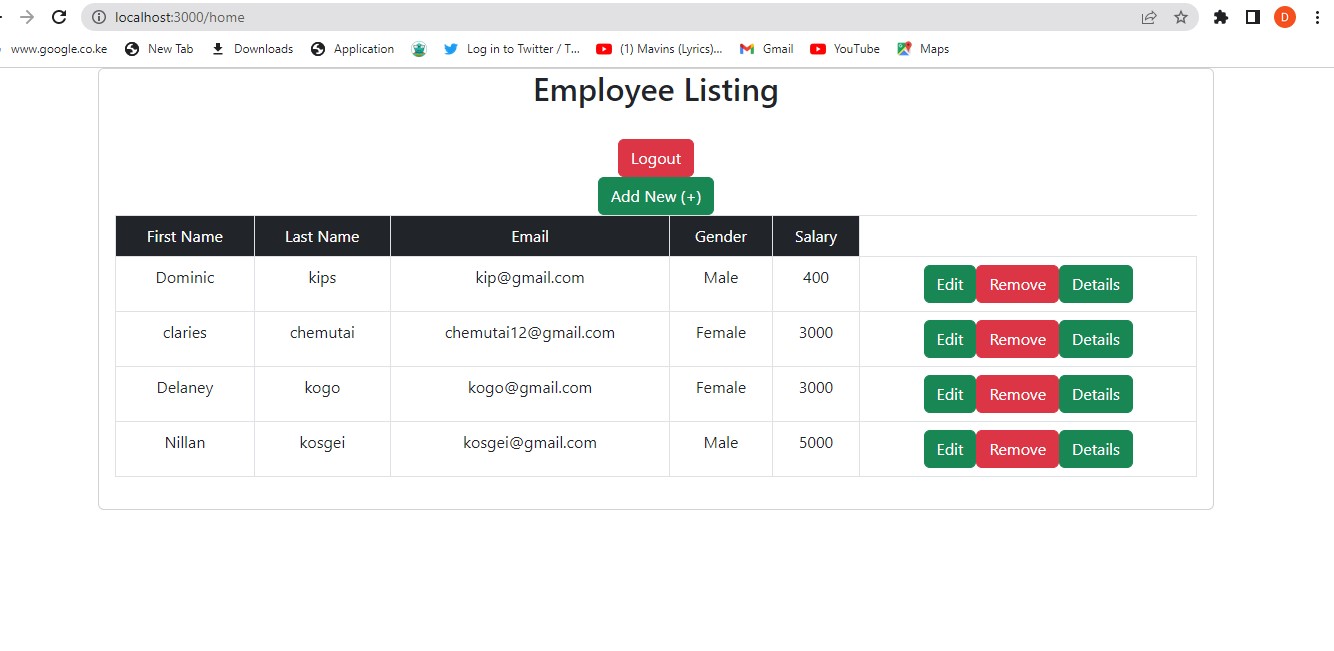 localhost:3000/home
D
www.google.co.ke New Tab Downloads Application Log in to Twitter / T... (1) Mavins (Lyrics)... Gmail YouTube Maps
Employee Listing
Logout
Add New (+)
First Name Last Name Email Gender Salary
Dominic kips kip@gmail.com Male 400 Edit Remove Details
claries chemutai chemutai12@gmail.com Female 3000 Edit Remove Details
Delaney kogo kogo@gmail.com Female 3000 Edit Remove Details
Nillan kosgei kosgei@gmail.com Male 5000 Edit Remove Details